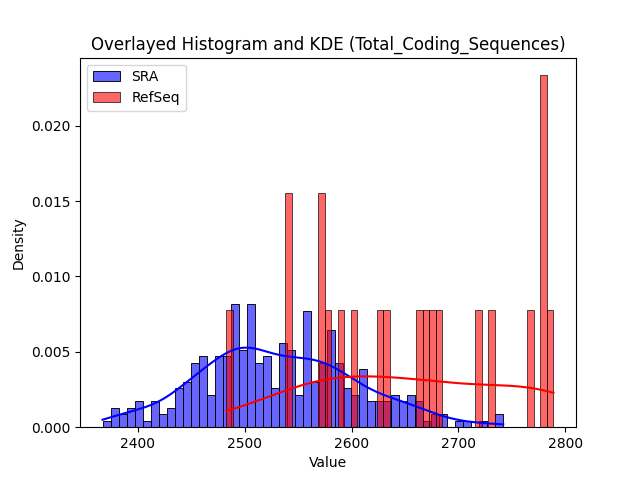 Overlayed Histogram and KDE (Total_Coding_Sequences)
SRA
RefSeq
0.020
0.015
0.010
0.005
0.000
Density
2400 2500 2600 2700 2800
Value